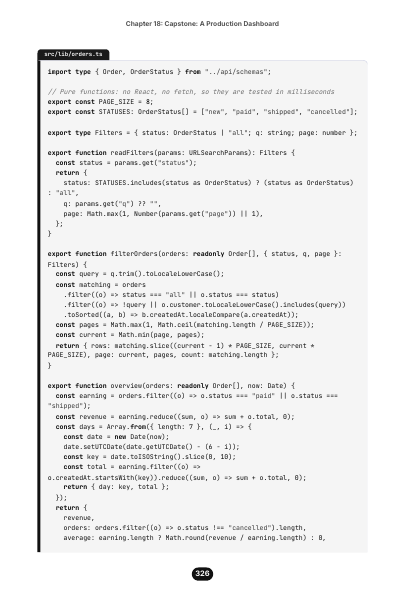 Chapter 18: Capstone: A Production Dashboard
src/lib/orders.ts
import type { Order, OrderStatus } from "../api/schemas";
// Pure functions: no React, no fetch, so they are tested in milliseconds
export const PAGE_SIZE = 8;
export const STATUSES: OrderStatus[] = ["new", "paid", "shipped", "cancelled"];
export type Filters = { status: OrderStatus | "all"; q: string; page: number };
export function readFilters(params: URLSearchParams): Filters {
  const status = params.get("status");
  return {
    status: STATUSES.includes(status as OrderStatus) ? (status as OrderStatus)
: "all",
    q: params.get("q") ?? "",
    page: Math.max(1, Number(params.get("page")) || 1),
  };
}
export function filterOrders(orders: readonly Order[], { status, q, page }:
Filters) {
  const query = q.trim().toLocaleLowerCase();
  const matching = orders
    .filter((o) => status === "all" || o.status === status)
    .filter((o) => !query || o.customer.toLocaleLowerCase().includes(query))
    .toSorted((a, b) => b.createdAt.localeCompare(a.createdAt));
  const pages = Math.max(1, Math.ceil(matching.length / PAGE_SIZE));
  const current = Math.min(page, pages);
  return { rows: matching.slice((current - 1) * PAGE_SIZE, current *
PAGE_SIZE), page: current, pages, count: matching.length };
}
export function overview(orders: readonly Order[], now: Date) {
  const earning = orders.filter((o) => o.status === "paid" || o.status ===
"shipped");
  const revenue = earning.reduce((sum, o) => sum + o.total, 0);
  const days = Array.from({ length: 7 }, (_, i) => {
    const date = new Date(now);
    date.setUTCDate(date.getUTCDate() - (6 - i));
    const key = date.toISOString().slice(0, 10);
    const total = earning.filter((o) =>
o.createdAt.startsWith(key)).reduce((sum, o) => sum + o.total, 0);
    return { day: key, total };
  });
  return {
    revenue,
    orders: orders.filter((o) => o.status !== "cancelled").length,
    average: earning.length ? Math.round(revenue / earning.length) : 0,
326